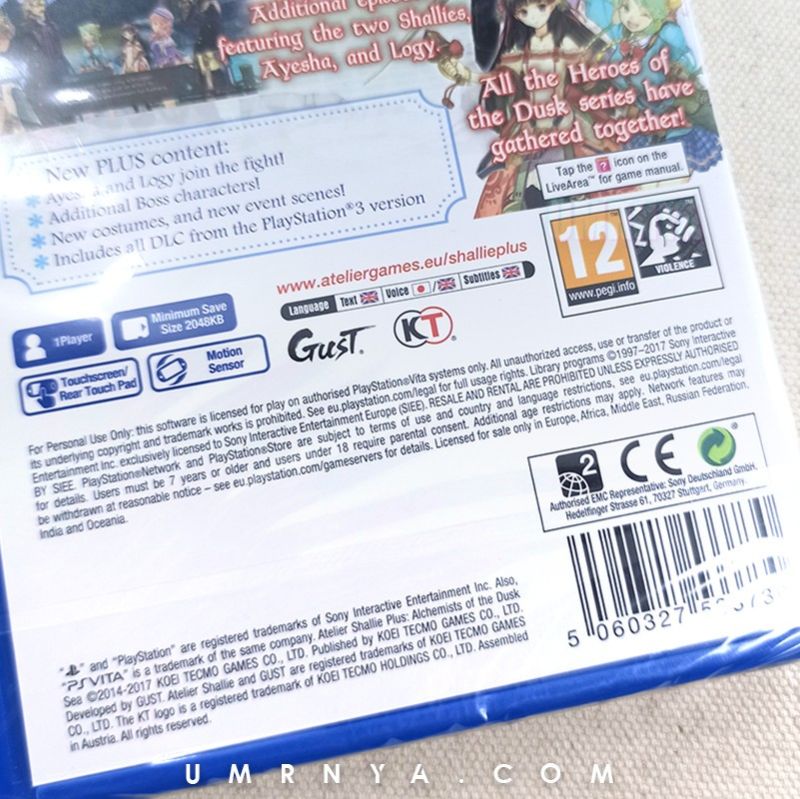 Additional
featuring the two Shallies,
Ayesha, and Logy.
All the Heroes of
the Dusk series have
gathered together!
New PLUS content:
Ayesha and Logy join the fight!
Additional Boss characters!
New costumes, and new event scenes!
Includes all DLC from the PlayStation®3 version
Tap the ? icon on the
LiveArea™ for game manual.
12
www.pegi.info
VIOLENCE
www.ateliergames.eu/shallieplus
Language Text Voice / Subtitles
1 Player
Minimum Save
Size 2048KB
Touchscreen/
Rear Touch Pad
Motion
Sensor
GUST.
KT
For Personal Use Only: this software is licensed for play on authorised PlayStation®Vita systems only. All unauthorized access, use or transfer of the product or
its underlying copyright and trademark works is prohibited. See eu.playstation.com/legal for full usage rights. Library programs ©1997-2017 Sony Interactive
Entertainment Inc. exclusively licensed to Sony Interactive Entertainment Europe (SIEE). RESALE AND RENTAL ARE PROHIBITED UNLESS EXPRESSLY AUTHORISED
BY SIEE. PlayStation®Network and PlayStation®Store are subject to terms of use and country and language restrictions, see eu.playstation.com/legal
for details. Users must be 7 years or older and users under 18 require parental consent. Additional age restrictions may apply. Network features may
be withdrawn at reasonable notice – see eu.playstation.com/gameservers for details. Licensed for sale only in Europe, Africa, Middle East, Russian Federation,
India and Oceania.
2 CE
Authorised EMC Representative: Sony Deutschland GmbH,
Hedelfinger Strasse 61, 70327 Stuttgart, Germany.
5 060327
" " and "PlayStation" are registered trademarks of Sony Interactive Entertainment Inc. Also,
"PSVITA" is a trademark of the same company. Atelier Shallie Plus: Alchemists of the Dusk
Sea ©2014-2017 KOEI TECMO GAMES CO., LTD. Published by KOEI TECMO GAMES CO., LTD.
Developed by GUST. Atelier Shallie and GUST are registered trademarks of KOEI TECMO GAMES
CO., LTD. The KT logo is a registered trademark of KOEI TECMO HOLDINGS CO., LTD. Assembled
in Austria. All rights reserved.
UMRNYA.COM